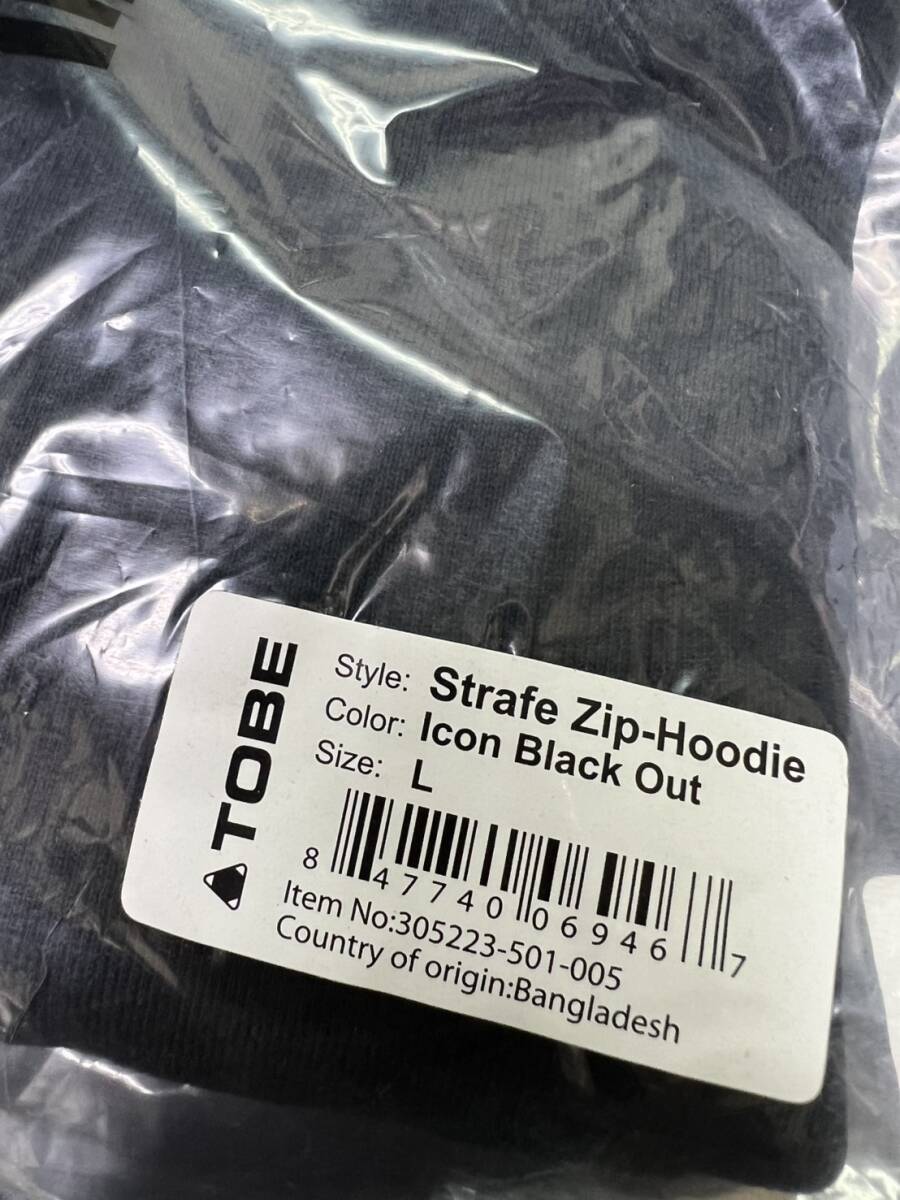 TOBE
Style: Strafe Zip-Hoodie
Color: Icon Black Out
Size: L
8 47740 06946 7
Item No:305223-501-005
Country of origin:Bangladesh